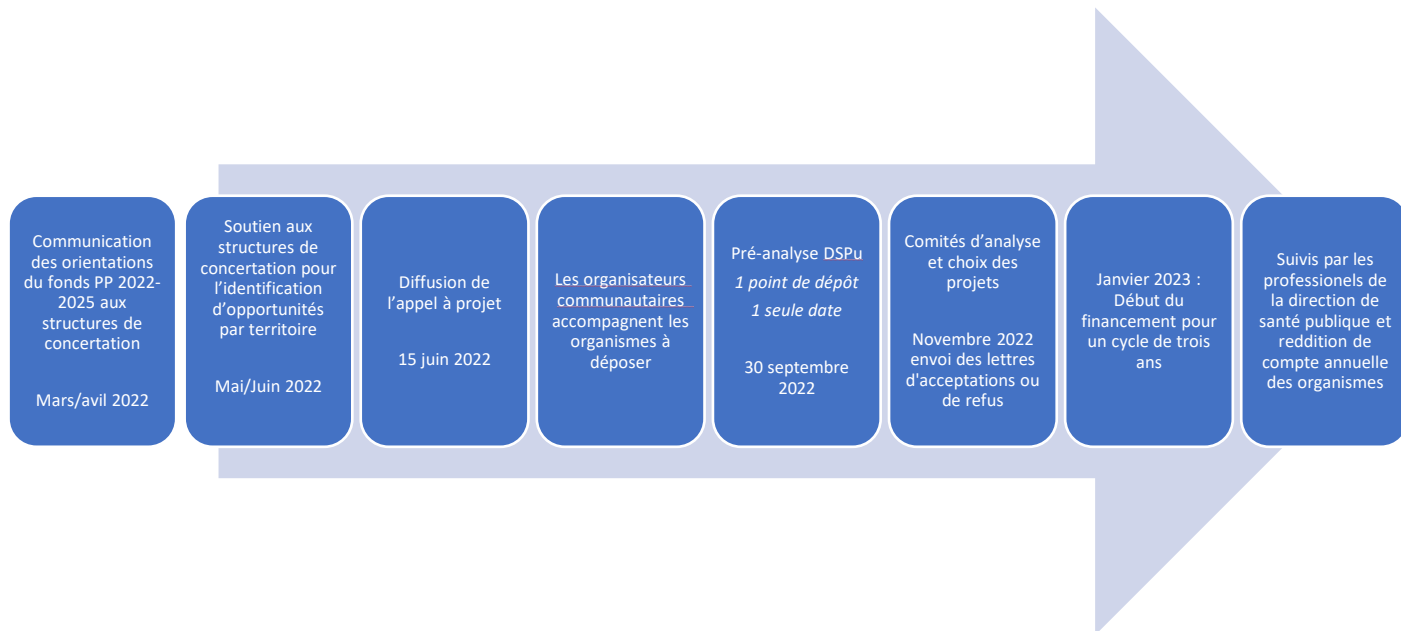 Communication
des orientations
du fonds PP 2022-
2025 aux
structures de
concertation
Mars/avil 2022
Soutien aux
structures de
concertation pour
l'identification
d'opportunités
par territoire
Mai/Juin 2022
Diffusion de
l'appel à projet
15 juin 2022
Les organisateurs
communautaires
accompagnent les
organismes à
déposer
Pré-analyse DSPu
1 point de dépôt
1 seule date
30 septembre
2022
Comités d'analyse
et choix des
projets
Novembre 2022
envoi des lettres
d'acceptations ou
de refus
Janvier 2023 :
Début du
financement pour
un cycle de trois
ans
Suivis par les
professionels de
la direction de
santé publique et
reddition de
compte annuelle
des organismes